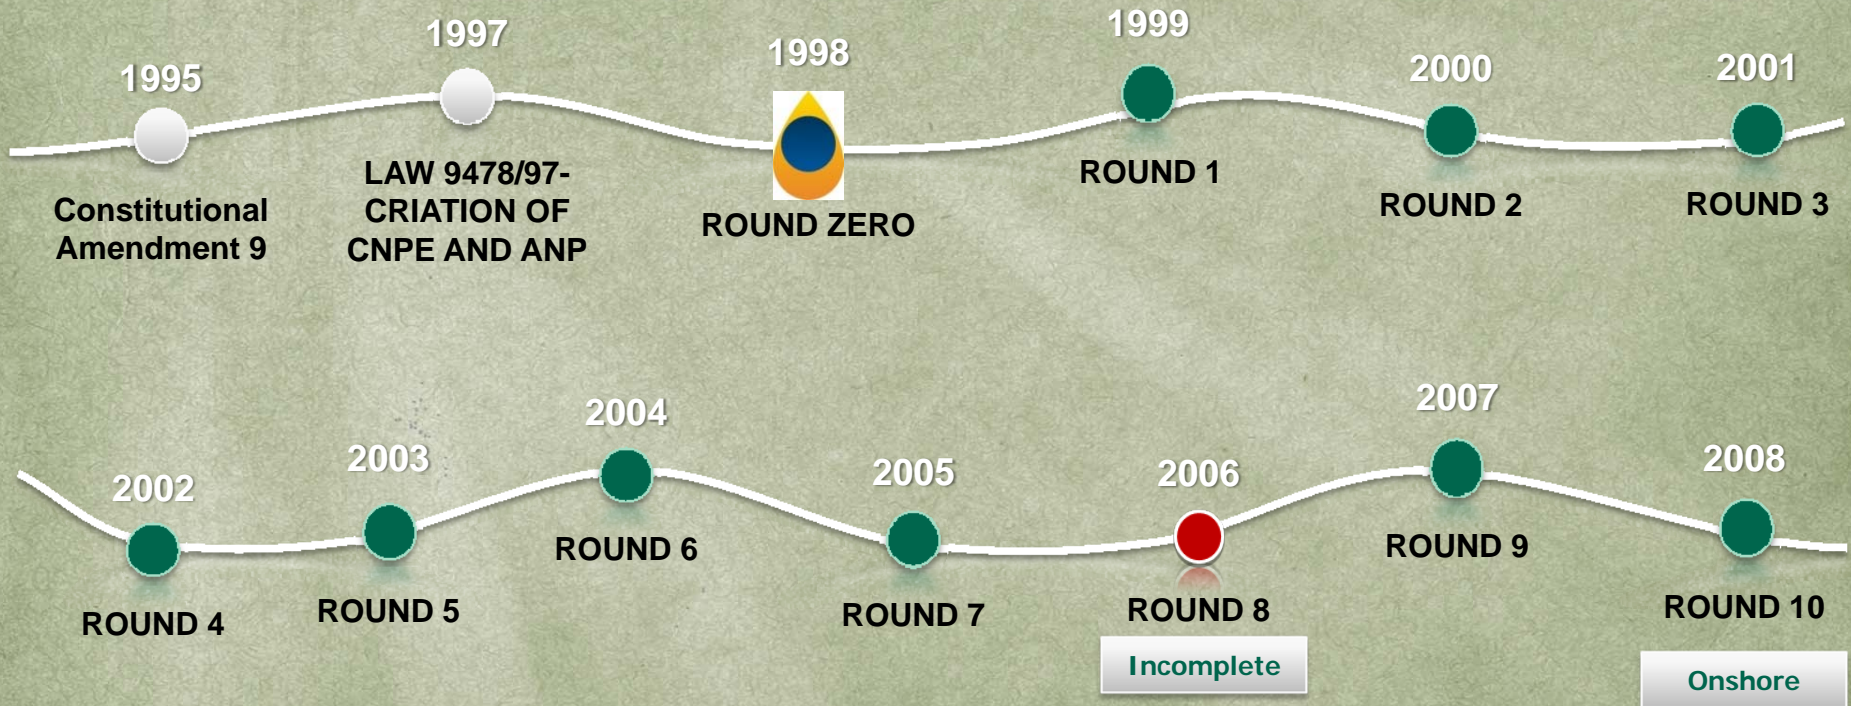 1995
Constitutional
Amendment 9
1997
LAW 9478/97-
CRIATION OF
CNPE AND ANP
1998
ROUND ZERO
1999
ROUND 1
2000
ROUND 2
2001
ROUND 3
2002
ROUND 4
2003
ROUND 5
2004
ROUND 6
2005
ROUND 7
2006
ROUND 8
Incomplete
2007
ROUND 9
2008
ROUND 10
Onshore